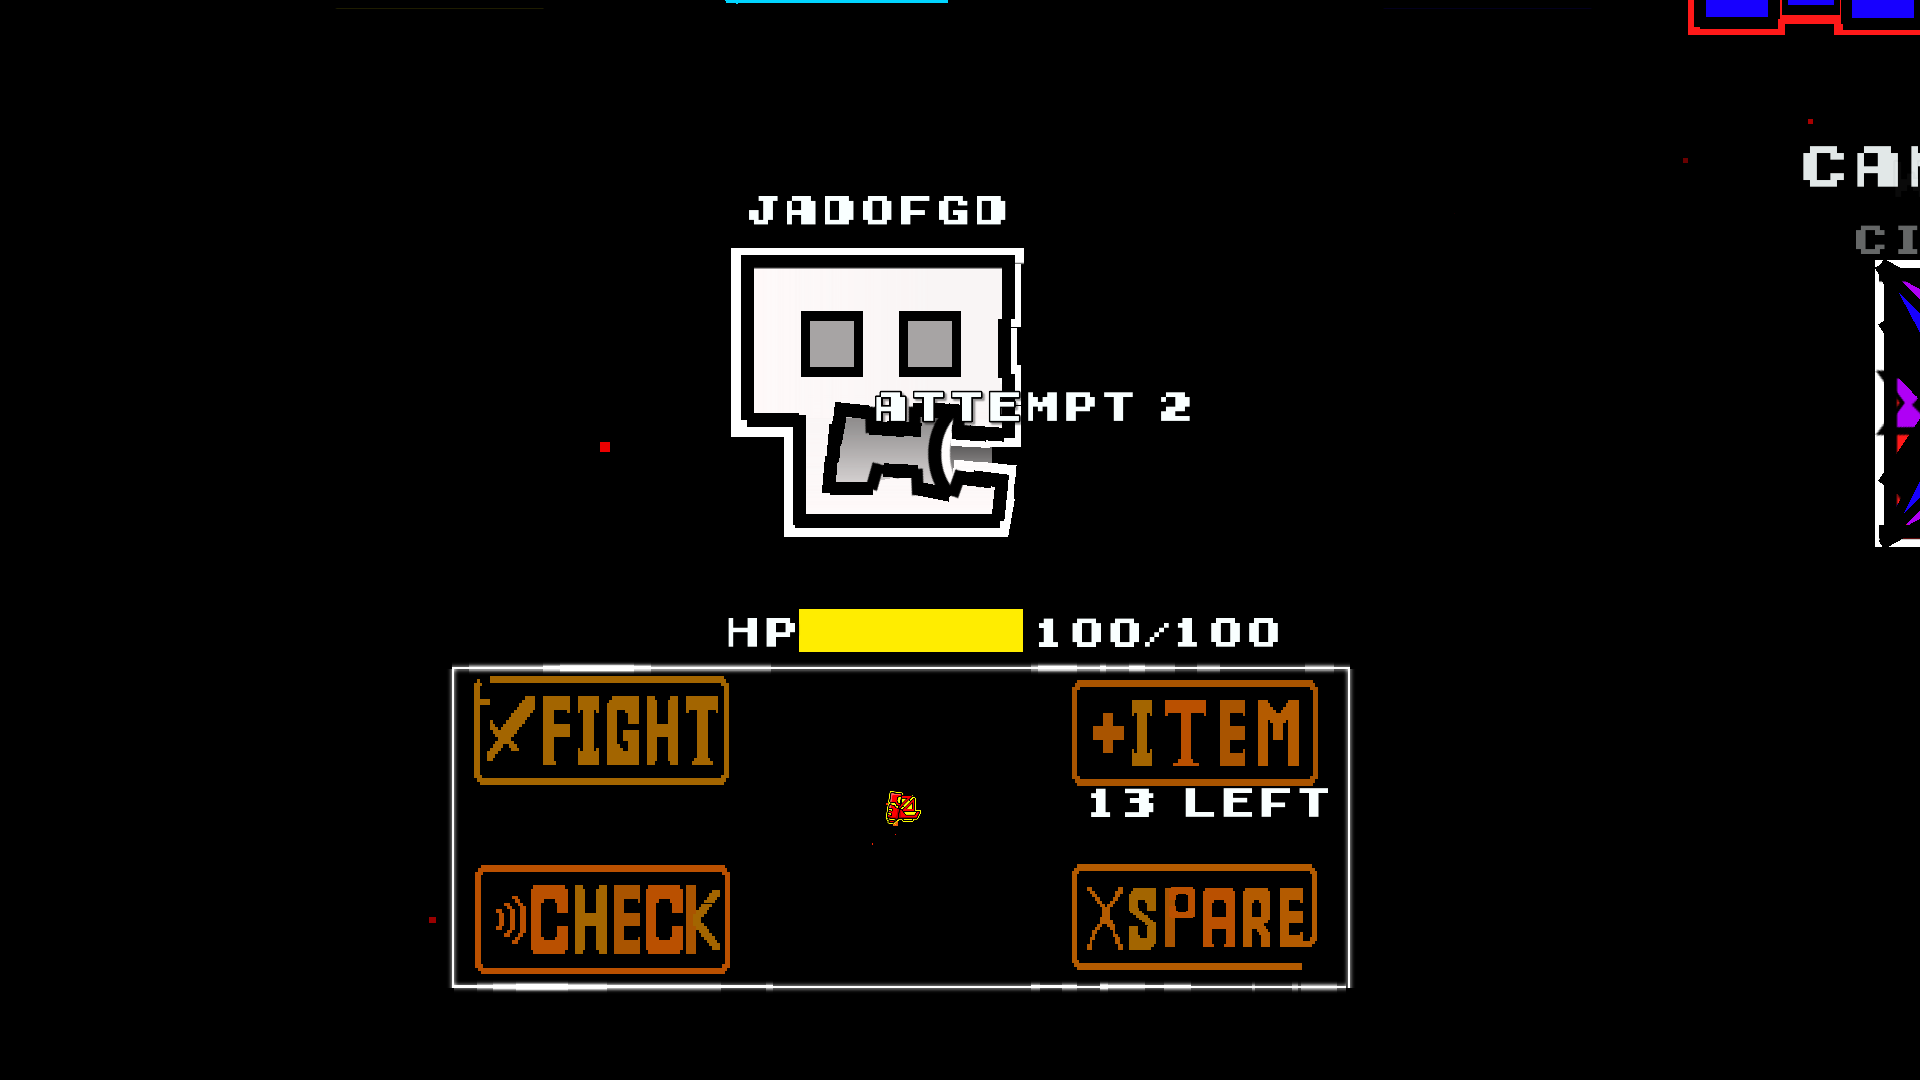 JADOFGD
ATTEMPT 2
HP 100/100
FIGHT
ITEM
13 LEFT
CHECK
SPARE